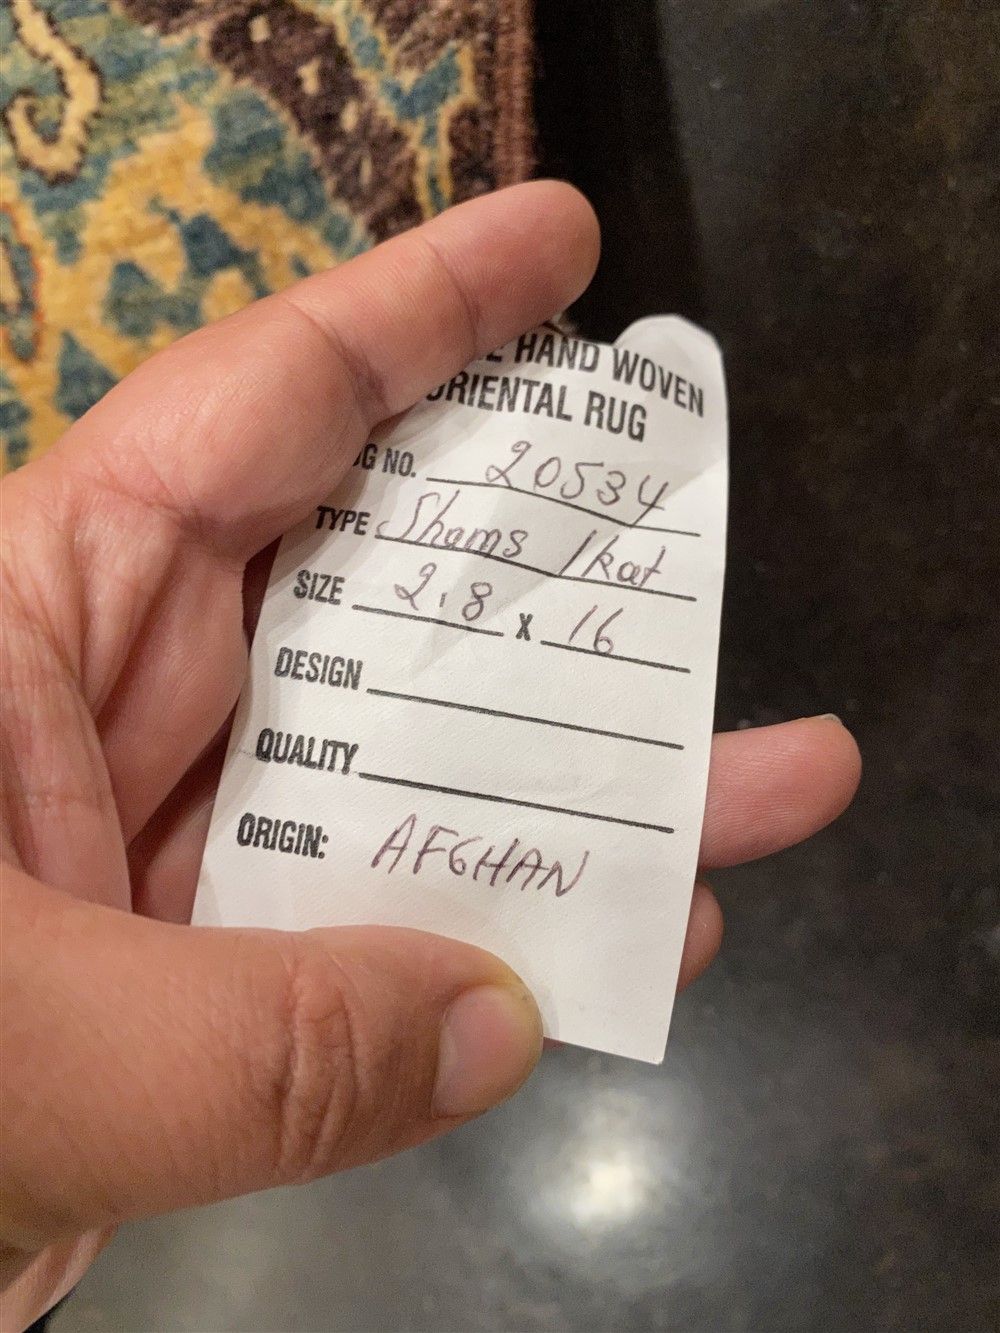 HAND WOVEN
ORIENTAL RUG
NO. 20534
TYPE Shams Ikat
SIZE 2.8 x 16
DESIGN
QUALITY
ORIGIN: AFGHAN